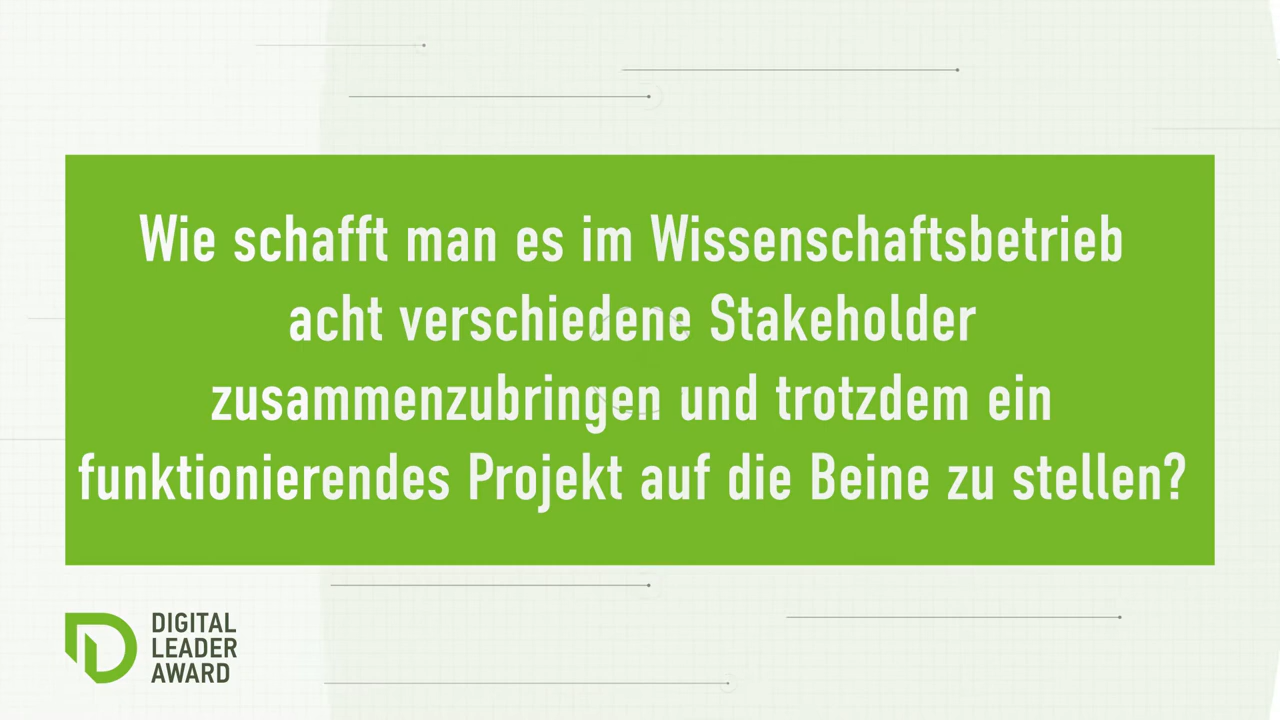 Wie schafft man es im Wissenschaftsbetrieb
acht verschiedene Stakeholder
zusammenzubringen und trotzdem ein
funktionierendes Projekt auf die Beine zu stellen?
DIGITAL
LEADER
AWARD